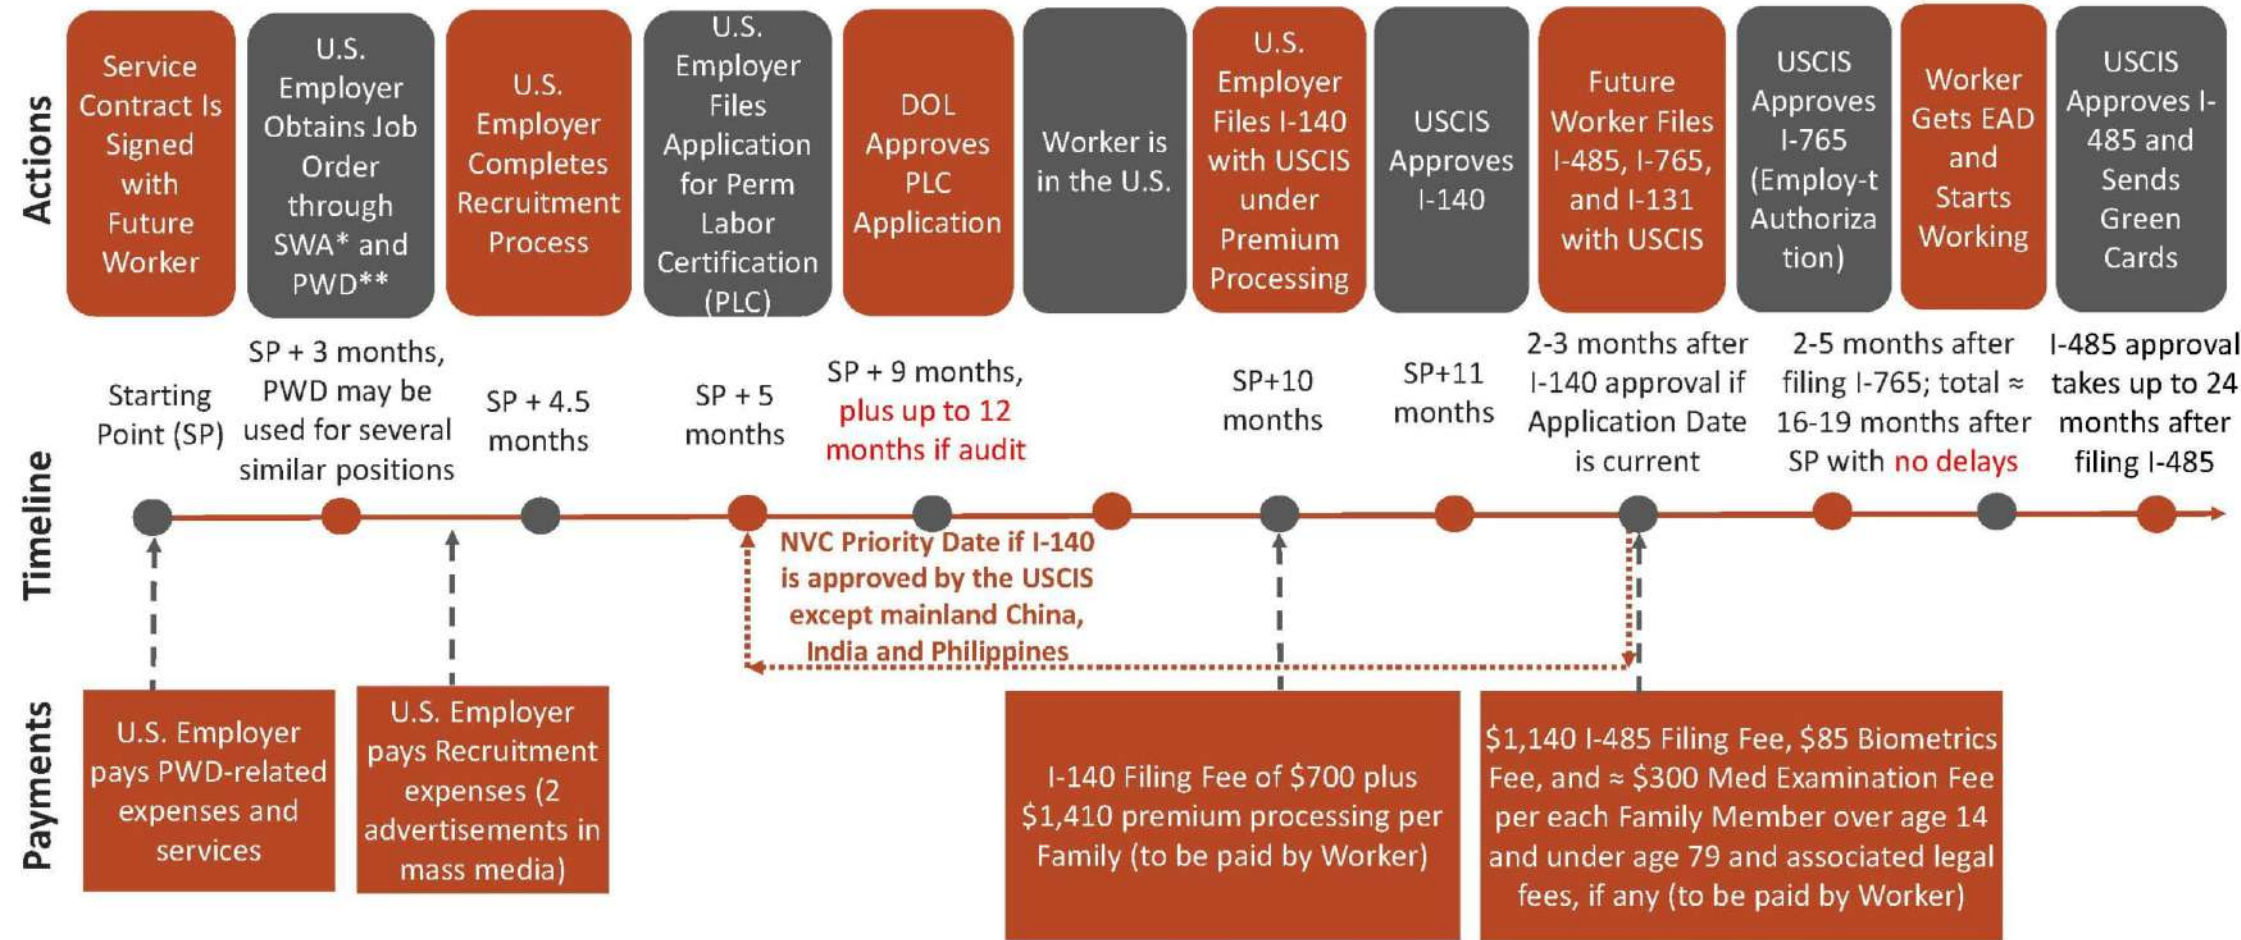 Actions
Service
Contract Is
Signed
with
Future
Worker
U.S.
Employer
Obtains Job
Order
through
SWA* and
PWD**
U.S.
Employer
Completes
Recruitment
Process
U.S.
Employer
Files
Application
for Perm
Labor
Certification
(PLC)
DOL
Approves
PLC
Application
Worker is
in the U.S.
U.S.
Employer
Files I-140
with USCIS
under
Premium
Processing
USCIS
Approves
I-140
Future
Worker Files
I-485, I-765,
and I-131
with USCIS
USCIS
Approves
I-765
(Employ-t
Authoriza
tion)
Worker
Gets EAD
and
Starts
Working
USCIS
Approves I-
485 and
Sends
Green
Cards
Timeline
Starting
Point (SP)
SP + 3 months,
PWD may be
used for several
similar positions
SP + 4.5
months
SP + 5
months
SP + 9 months,
plus up to 12
months if audit
SP+10
months
SP+11
months
2-3 months after
I-140 approval if
Application Date
is current
2-5 months after
filing I-765; total ≈
16-19 months after
SP with no delays
I-485 approval
takes up to 24
months after
filing I-485
NVC Priority Date if I-140
is approved by the USCIS
except mainland China,
India and Philippines
Payments
U.S. Employer
pays PWD-related
expenses and
services
U.S. Employer
pays Recruitment
expenses (2
advertisements in
mass media)
I-140 Filing Fee of $700 plus
$1,410 premium processing per
Family (to be paid by Worker)
$1,140 I-485 Filing Fee, $85 Biometrics
Fee, and ≈ $300 Med Examination Fee
per each Family Member over age 14
and under age 79 and associated legal
fees, if any (to be paid by Worker)